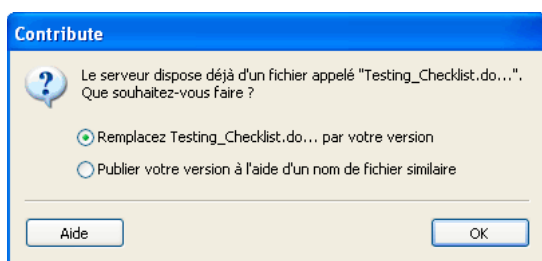 Contribute
Le serveur dispose déjà d'un fichier appelé "Testing_Checklist.do...".
Que souhaitez-vous faire ?
Remplacez Testing_Checklist.do... par votre version
Publier votre version à l'aide d'un nom de fichier similaire
Aide
OK